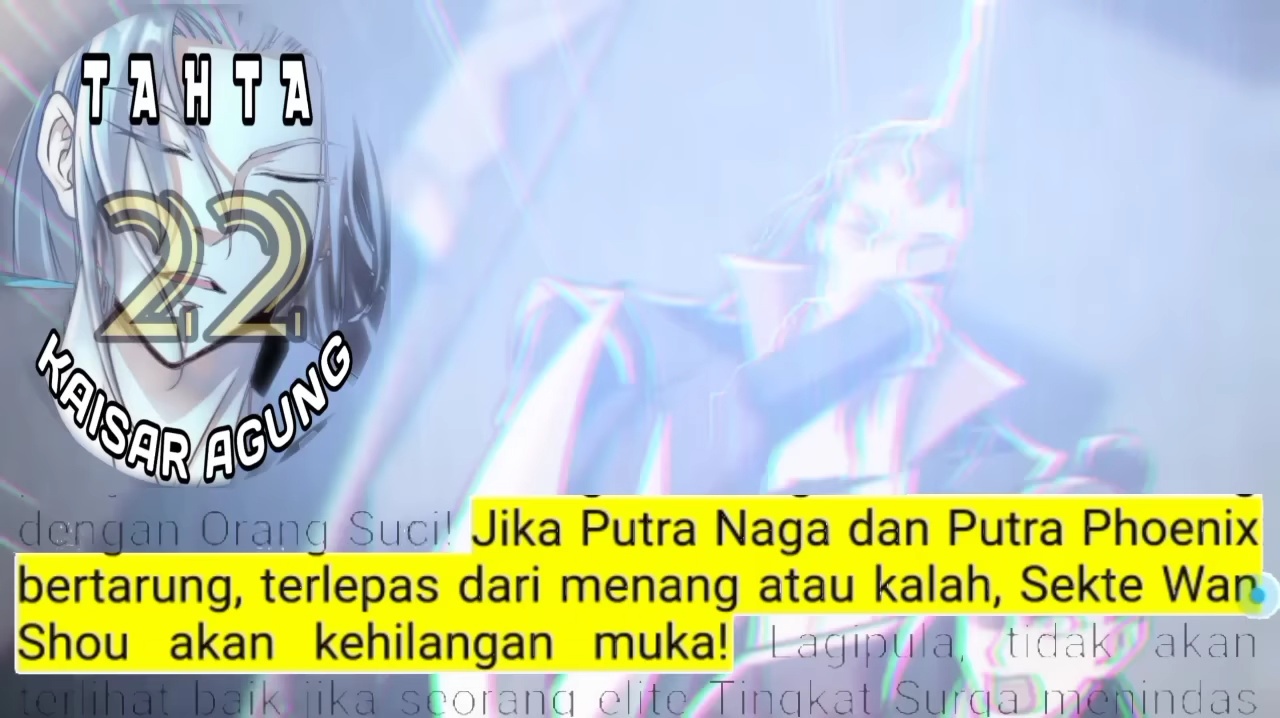 TAHTA
22
KAISAR AGUNG
dengan Orang Suci! Jika Putra Naga dan Putra Phoenix
bertarung, terlepas dari menang atau kalah, Sekte Wan
Shou akan kehilangan muka! Lagipula, tidak akan
terlihat baik jika seorang elite Tingkat Surga menindas